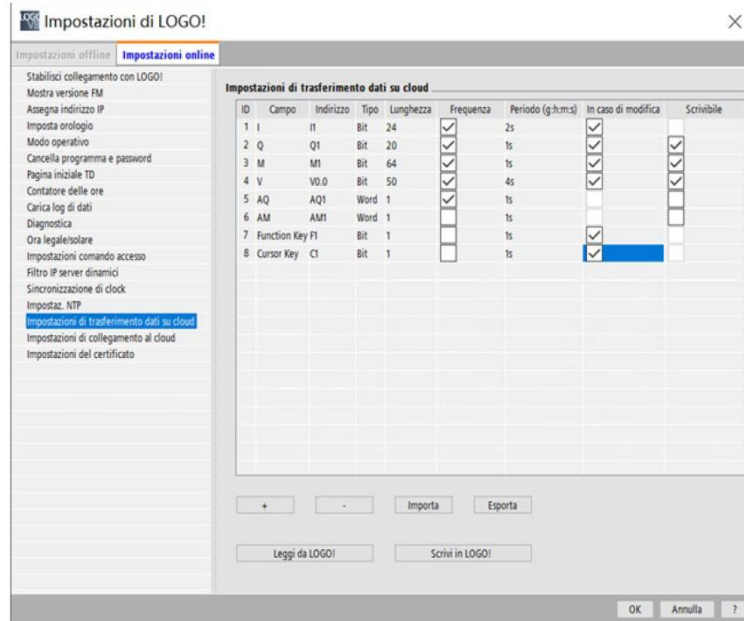 Impostazioni di LOGO!
Impostazioni offline Impostazioni online
Stabilisci collegamento con LOGO!
Mostra versione FM
Assegna indirizzo IP
Imposta orologio
Modo operativo
Cancella programma e password
Pagina iniziale TD
Contatore delle ore
Carica log di dati
Diagnostica
Ora legale/solare
Impostazioni comando accesso
Filtro IP server dinamici
Sincronizzazione di clock
Impostaz. NTP
Impostazioni di trasferimento dati su cloud
Impostazioni di collegamento al cloud
Impostazioni del certificato
Impostazioni di trasferimento dati su cloud
ID Campo Indirizzo Tipo Lunghezza Frequenza Periodo (g:h:m:s) In caso di modifica Scrivibile
1 I I1 Bit 24 2s
2 Q Q1 Bit 20 1s
3 M M1 Bit 64 1s
4 V V0.0 Bit 50 4s
5 AQ AQ1 Word 1 1s
6 AM AM1 Word 1 1s
7 Function Key F1 Bit 1 1s
8 Cursor Key C1 Bit 1 1s
+ - Importa Esporta
Leggi da LOGO! Scrivi in LOGO!
OK Annulla ?